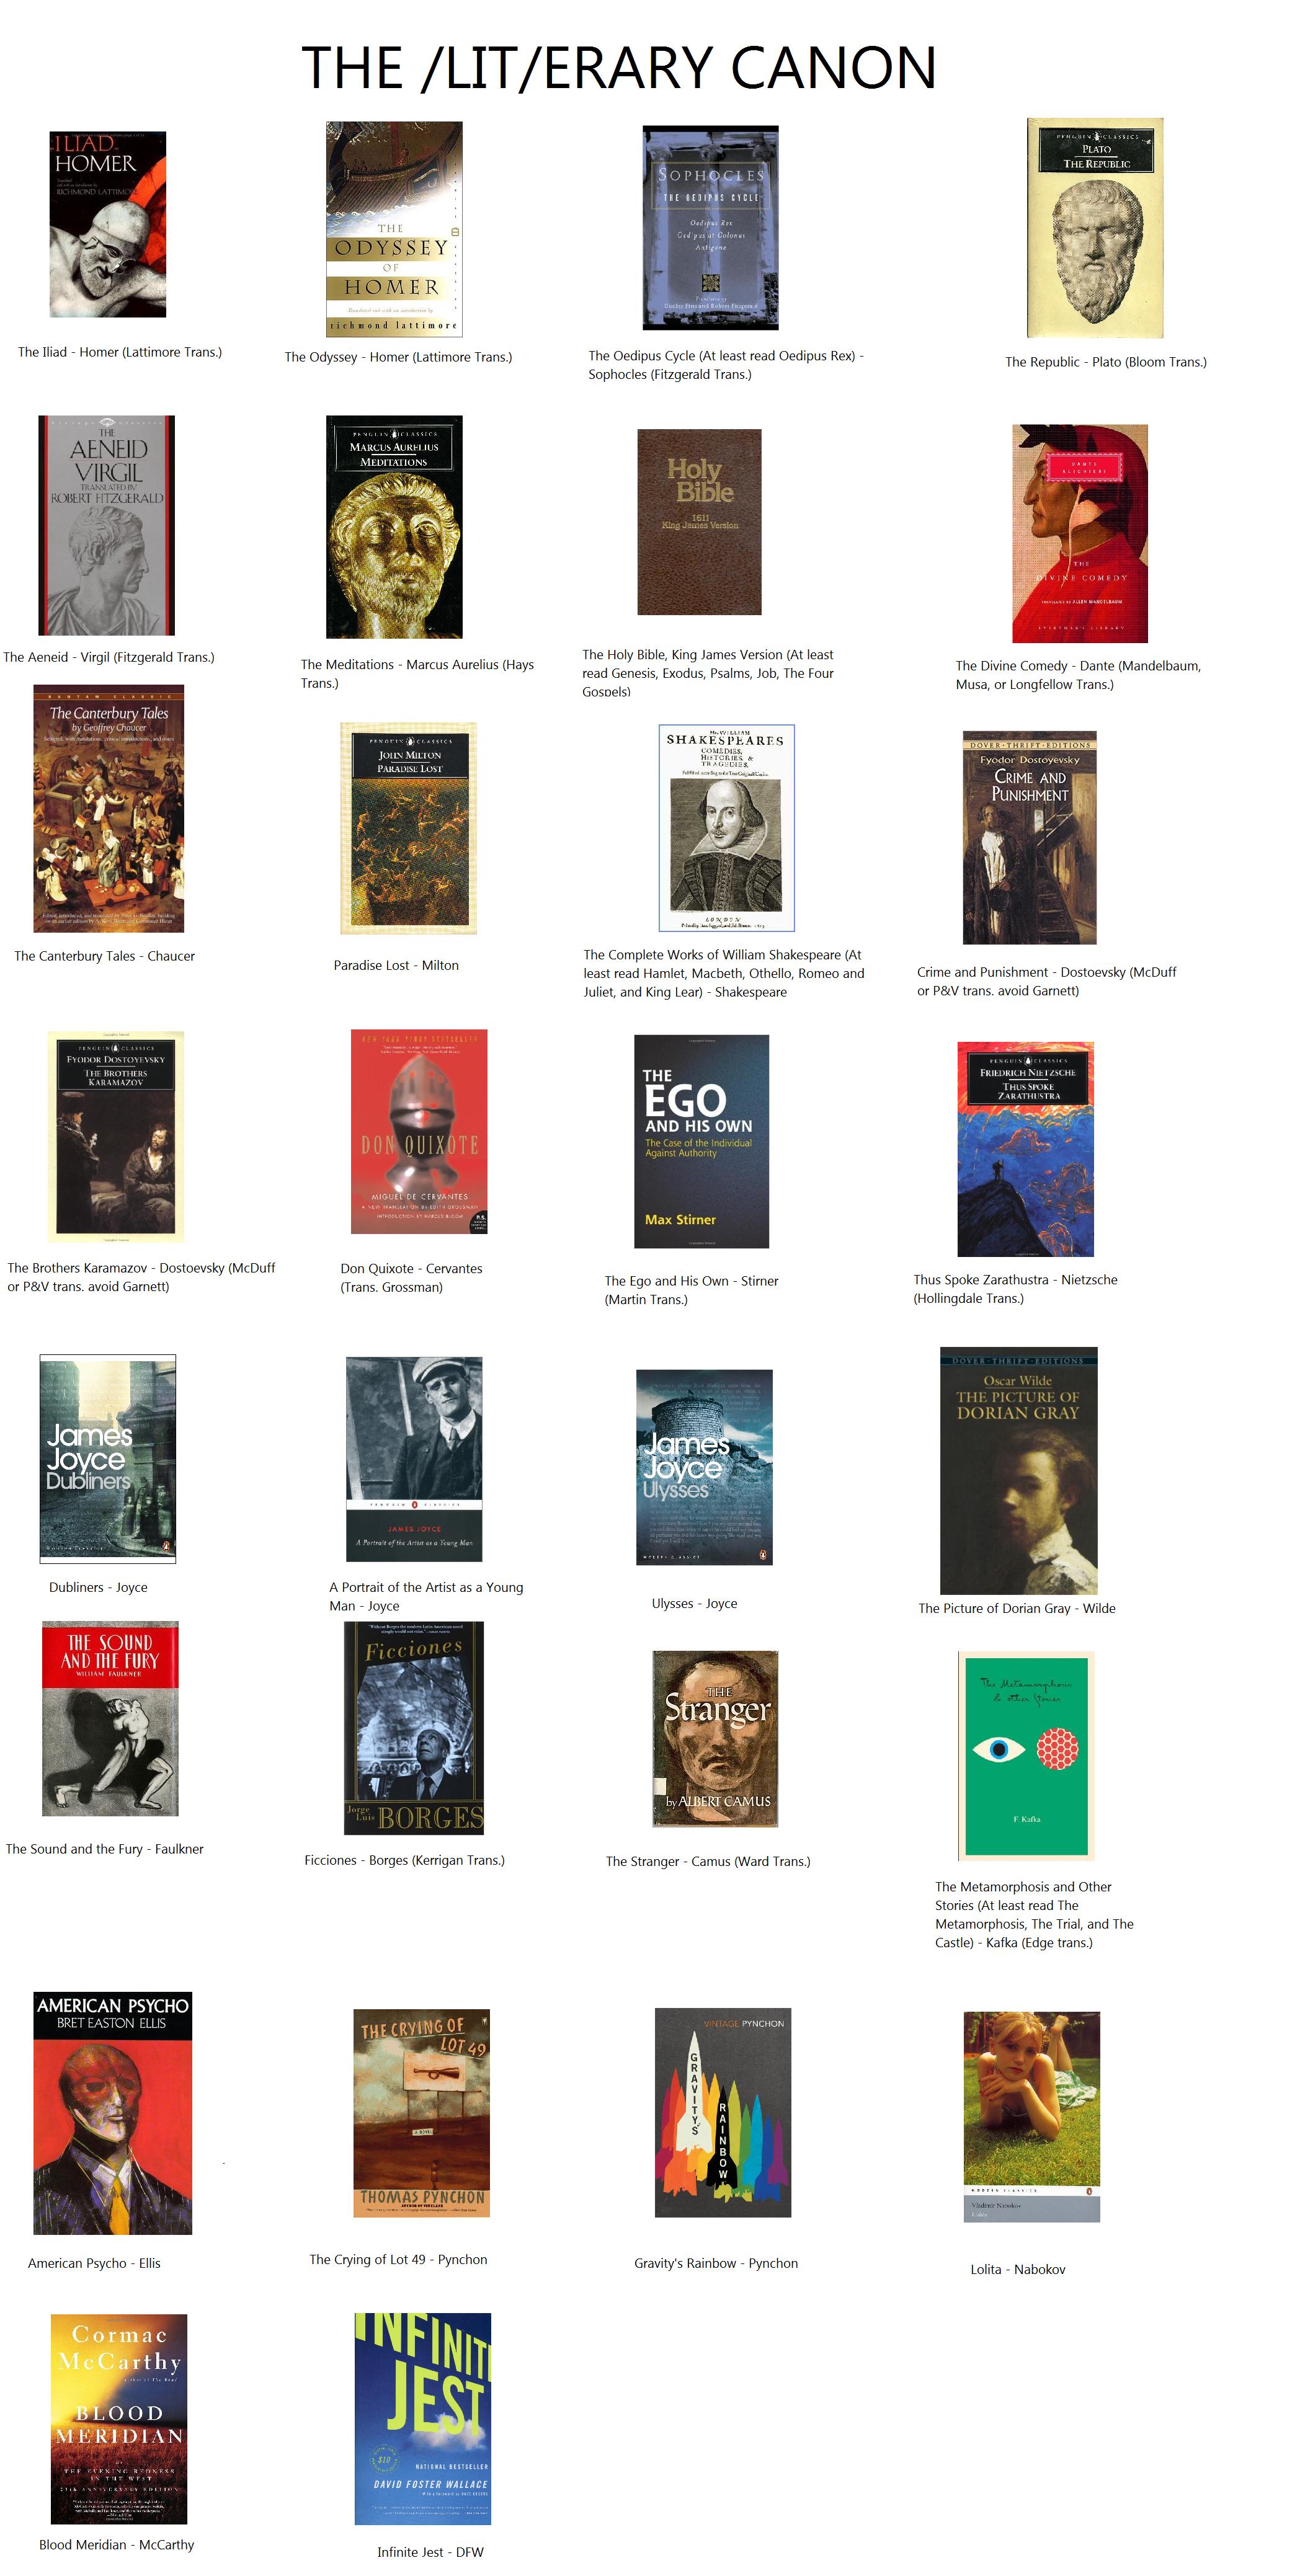 THE /LIT/ERARY CANON
ILIAD
HOMER
RICHMOND LATTIMORE
The Iliad - Homer (Lattimore Trans.)
THE
ODYSSEY
OF
HOMER
richmond lattimore
The Odyssey - Homer (Lattimore Trans.)
SOPHOCLES
THE OEDIPUS CYCLE
Oedipus Rex
Oedipus at Colonus
Antigone
The Oedipus Cycle (At least read Oedipus Rex) -
Sophocles (Fitzgerald Trans.)
PENGUIN CLASSICS
PLATO
THE REPUBLIC
The Republic - Plato (Bloom Trans.)
THE
AENEID
VIRGIL
TRANSLATED BY
ROBERT FITZGERALD
The Aeneid - Virgil (Fitzgerald Trans.)
PENGUIN CLASSICS
MARCUS AURELIUS
MEDITATIONS
The Meditations - Marcus Aurelius (Hays
Trans.)
Holy
Bible
1611
King James Version
The Holy Bible, King James Version (At least
read Genesis, Exodus, Psalms, Job, The Four
Gospels)
DANTE
ALIGHIERI
THE
DIVINE COMEDY
TRANSLATED BY ALLEN MANDELBAUM
EVERYMAN'S LIBRARY
The Divine Comedy - Dante (Mandelbaum,
Musa, or Longfellow Trans.)
BANTAM CLASSIC
The Canterbury Tales
by Geoffrey Chaucer
The Canterbury Tales - Chaucer
PENGUIN CLASSICS
JOHN MILTON
PARADISE LOST
Paradise Lost - Milton
Mr. WILLIAM
SHAKESPEARES
COMEDIES,
HISTORIES, &
TRAGEDIES.
LONDON
The Complete Works of William Shakespeare (At
least read Hamlet, Macbeth, Othello, Romeo and
Juliet, and King Lear) - Shakespeare
DOVER·THRIFT·EDITIONS
Fyodor Dostoyevsky
CRIME AND
PUNISHMENT
Crime and Punishment - Dostoevsky (McDuff
or P&V trans. avoid Garnett)
PENGUIN CLASSICS
FYODOR DOSTOYEVSKY
THE BROTHERS
KARAMAZOV
The Brothers Karamazov - Dostoevsky (McDuff
or P&V trans. avoid Garnett)
NEW YORK TIMES BESTSELLER
DON QUIXOTE
MIGUEL DE CERVANTES
A NEW TRANSLATION BY EDITH GROSSMAN
INTRODUCTION BY HAROLD BLOOM
P.S.
Don Quixote - Cervantes
(Trans. Grossman)
THE
EGO
AND HIS OWN
The Case of the Individual
Against Authority
Max Stirner
The Ego and His Own - Stirner
(Martin Trans.)
PENGUIN CLASSICS
FRIEDRICH NIETZSCHE
THUS SPOKE
ZARATHUSTRA
Thus Spoke Zarathustra - Nietzsche
(Hollingdale Trans.)
James
Joyce
Dubliners
MODERN CLASSICS
Dubliners - Joyce
PENGUIN CLASSICS
JAMES JOYCE
A Portrait of the Artist as a Young Man
A Portrait of the Artist as a Young
Man - Joyce
James
Joyce
Ulysses
MODERN CLASSICS
Ulysses - Joyce
DOVER·THRIFT·EDITIONS
Oscar Wilde
THE PICTURE OF
DORIAN GRAY
The Picture of Dorian Gray - Wilde
THE SOUND
AND THE FURY
WILLIAM FAULKNER
The Sound and the Fury - Faulkner
Ficciones
Jorge
Luis
BORGES
Ficciones - Borges (Kerrigan Trans.)
THE
Stranger
by ALBERT CAMUS
The Stranger - Camus (Ward Trans.)
The Metamorphosis
& other Stories
F. Kafka
The Metamorphosis and Other
Stories (At least read The
Metamorphosis, The Trial, and The
Castle) - Kafka (Edge trans.)
AMERICAN PSYCHO
BRET EASTON ELLIS
American Psycho - Ellis
THE CRYING OF
LOT 49
A NOVEL
THOMAS PYNCHON
The Crying of Lot 49 - Pynchon
VINTAGE PYNCHON
GRAVITY'S
RAINBOW
Gravity's Rainbow - Pynchon
MODERN CLASSICS
Vladimir Nabokov
Lolita
Lolita - Nabokov
Cormac
McCarthy
author of The Road
BLOOD
MERIDIAN
OR
THE EVENING REDNESS
IN THE WEST
25TH ANNIVERSARY EDITION
Blood Meridian - McCarthy
INFINIT
JEST
$10
NATIONAL BESTSELLER
DAVID FOSTER WALLACE
Infinite Jest - DFW